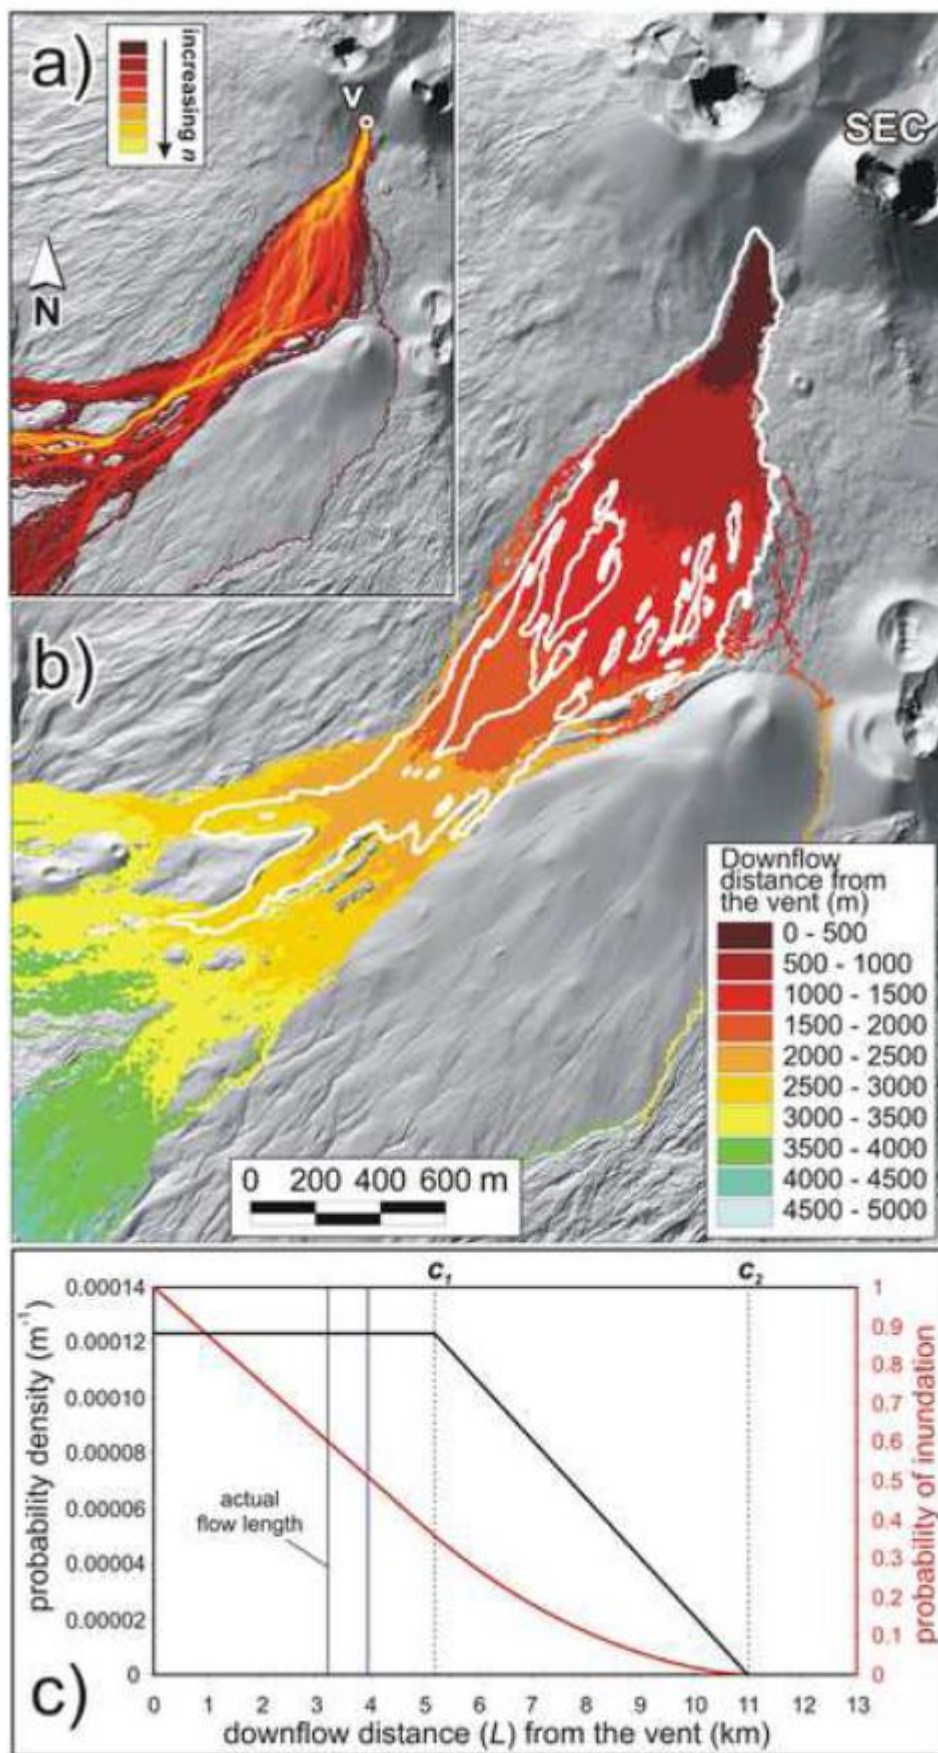 a)
increasing n
V
N
SEC
b)
Downflow
distance from
the vent (m)
0 - 500
500 - 1000
1000 - 1500
1500 - 2000
2000 - 2500
2500 - 3000
3000 - 3500
3500 - 4000
4000 - 4500
4500 - 5000
0 200 400 600 m
c)
c₁ c₂
probability density (m⁻¹)
0.00014
0.00012
0.00010
0.00008
0.00006
0.00004
0.00002
0
actual
flow length
1
0.9
0.8
0.7
0.6
0.5
0.4
0.3
0.2
0.1
0
probability of inundation
0 1 2 3 4 5 6 7 8 9 10 11 12 13
downflow distance (L) from the vent (km)